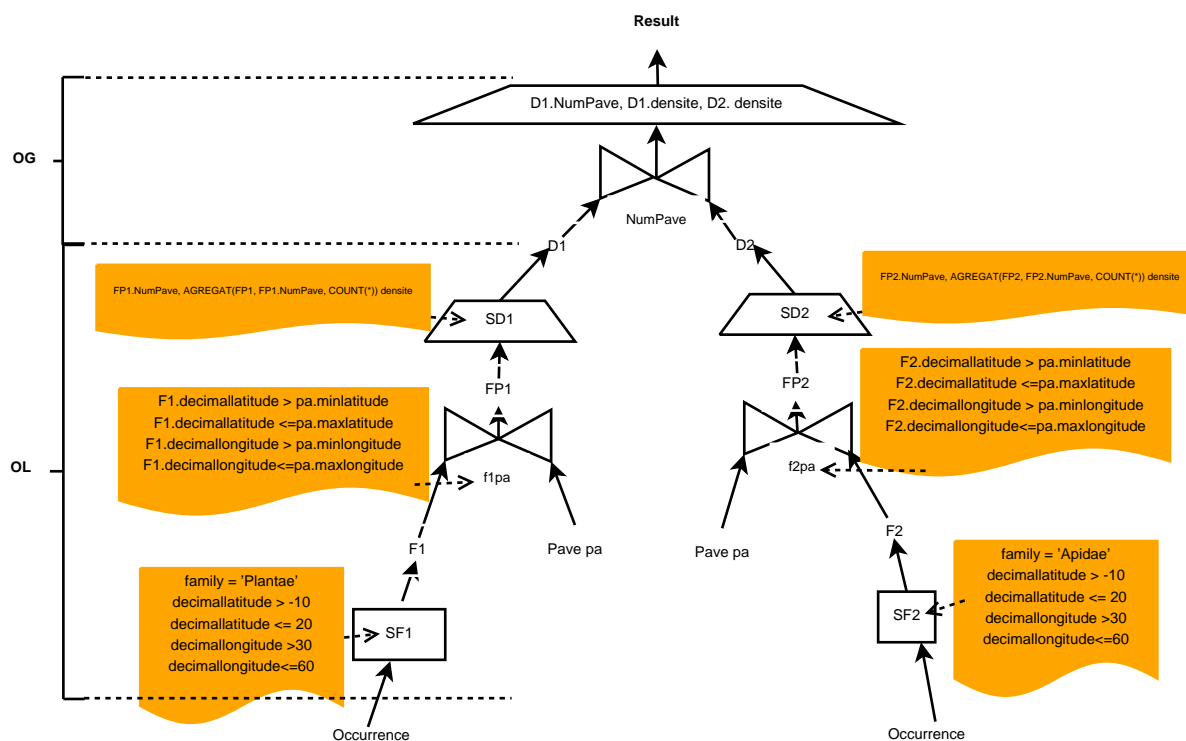 Result
D1.NumPave, D1.densite, D2. densite
OG
NumPave
D1
D2
FP1.NumPave, AGREGAT(FP1, FP1.NumPave, COUNT(*)) densite
FP2.NumPave, AGREGAT(FP2, FP2.NumPave, COUNT(*)) densite
SD1
SD2
FP1
FP2
F1.decimallatitude > pa.minlatitude
F1.decimallatitude <=pa.maxlatitude
F1.decimallongitude > pa.minlongitude
F1.decimallongitude<=pa.maxlongitude
F2.decimallatitude > pa.minlatitude
F2.decimallatitude <=pa.maxlatitude
F2.decimallongitude > pa.minlongitude
F2.decimallongitude<=pa.maxlongitude
OL
f1pa
f2pa
F1
Pave pa
Pave pa
F2
family = 'Plantae'
decimallatitude > -10
decimallatitude <= 20
decimallongitude >30
decimallongitude<=60
SF1
SF2
family = 'Apidae'
decimallatitude > -10
decimallatitude <= 20
decimallongitude >30
decimallongitude<=60
Occurrence
Occurrence